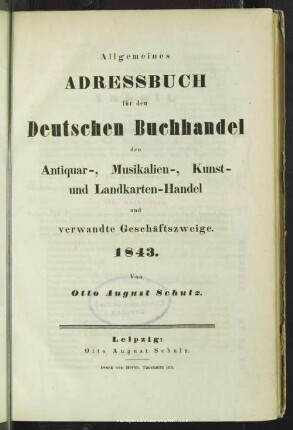 Allgemeines
ADRESSBUCH
für den
Deutschen Buchhandel
den
Antiquar-, Musikalien-, Kunst-
und Landkarten-Handel
und
verwandte Geschäftszweige.
1843.
Von
Otto August Schulz.
Leipzig:
Otto August Schulz.